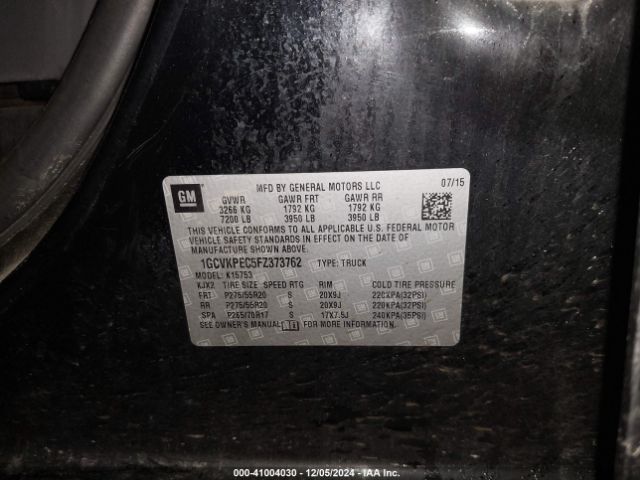 GM
MFD BY GENERAL MOTORS LLC 07/15
GVWR GAWR FRT GAWR RR
3266 KG 1792 KG 1792 KG
7200 LB 3950 LB 3950 LB
THIS VEHICLE CONFORMS TO ALL APPLICABLE U.S. FEDERAL MOTOR
VEHICLE SAFETY STANDARDS IN EFFECT ON THE DATE OF
MANUFACTURE SHOWN ABOVE.
1GCVKPEC5FZ373762 TYPE: TRUCK
MODEL: K15753
KJX2 TIRE SIZE SPEED RTG RIM COLD TIRE PRESSURE
FRT P275/55R20 S 20X9J 220KPA(32PSI)
RR P275/55R20 S 20X9J 220KPA(32PSI)
SPA P265/70R17 S 17X7.5J 240KPA(35PSI)
SEE OWNER'S MANUAL FOR MORE INFORMATION.
000-41004030 - 12/05/2024 - IAA Inc.